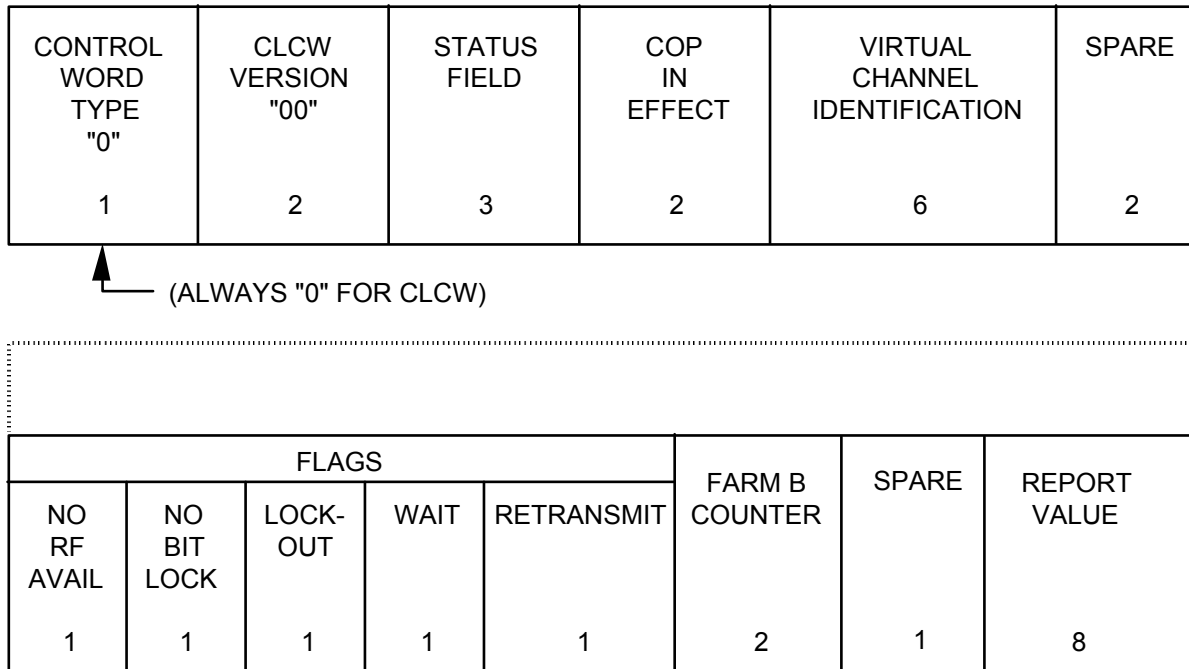 CONTROL
WORD
TYPE
"0"
1
CLCW
VERSION
"00"
2
STATUS
FIELD
3
COP
IN
EFFECT
2
VIRTUAL
CHANNEL
IDENTIFICATION
6
SPARE
2
(ALWAYS "0" FOR CLCW)
FLAGS
NO
RF
AVAIL
1
NO
BIT
LOCK
1
LOCK-
OUT
1
WAIT
1
RETRANSMIT
1
FARM B
COUNTER
2
SPARE
1
REPORT
VALUE
8